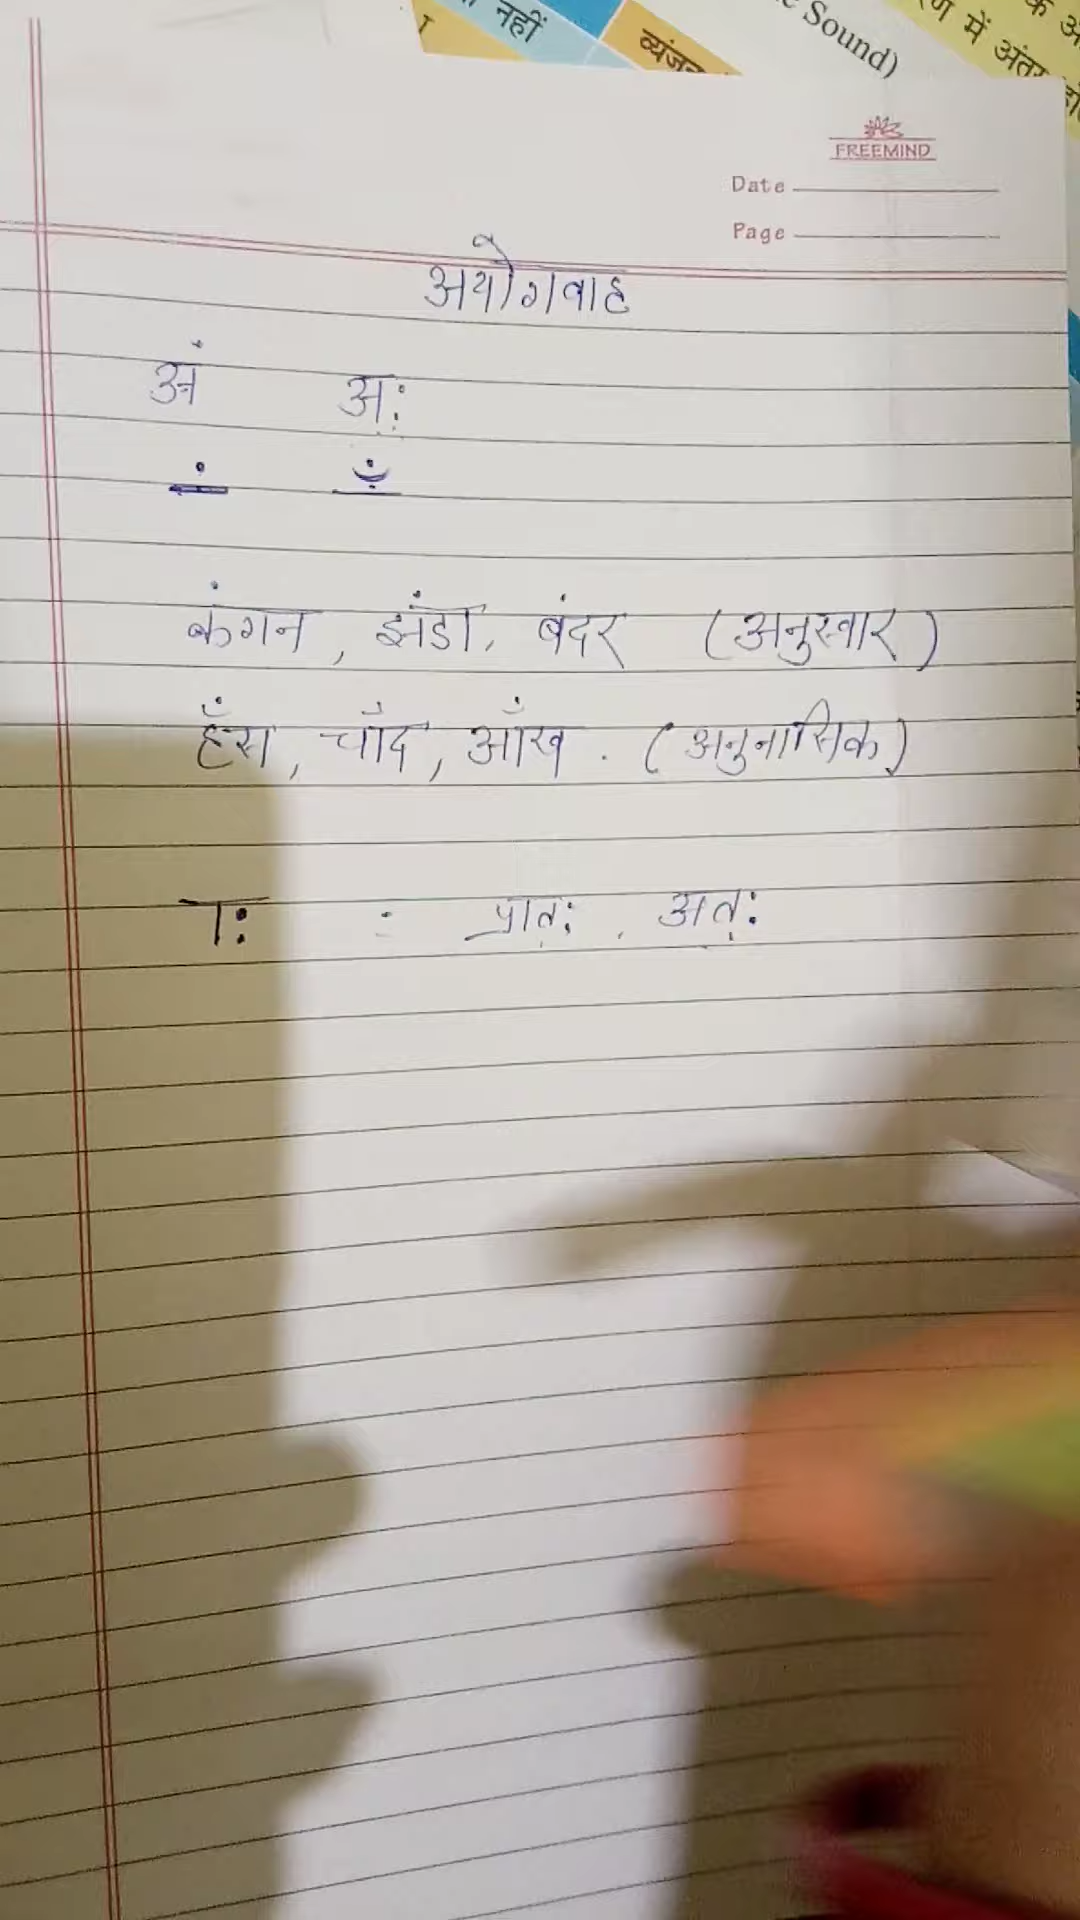 नहीं
व्यंजन
Sound)
में अंतर
FREEMIND
Date
Page
अयोगवाह
अं अः
ं ँ
कंगन, झंडा, बंदर (अनुस्वार)
हँस, चाँद, आँख. (अनुनासिक)
ाः : प्रातः, अतः